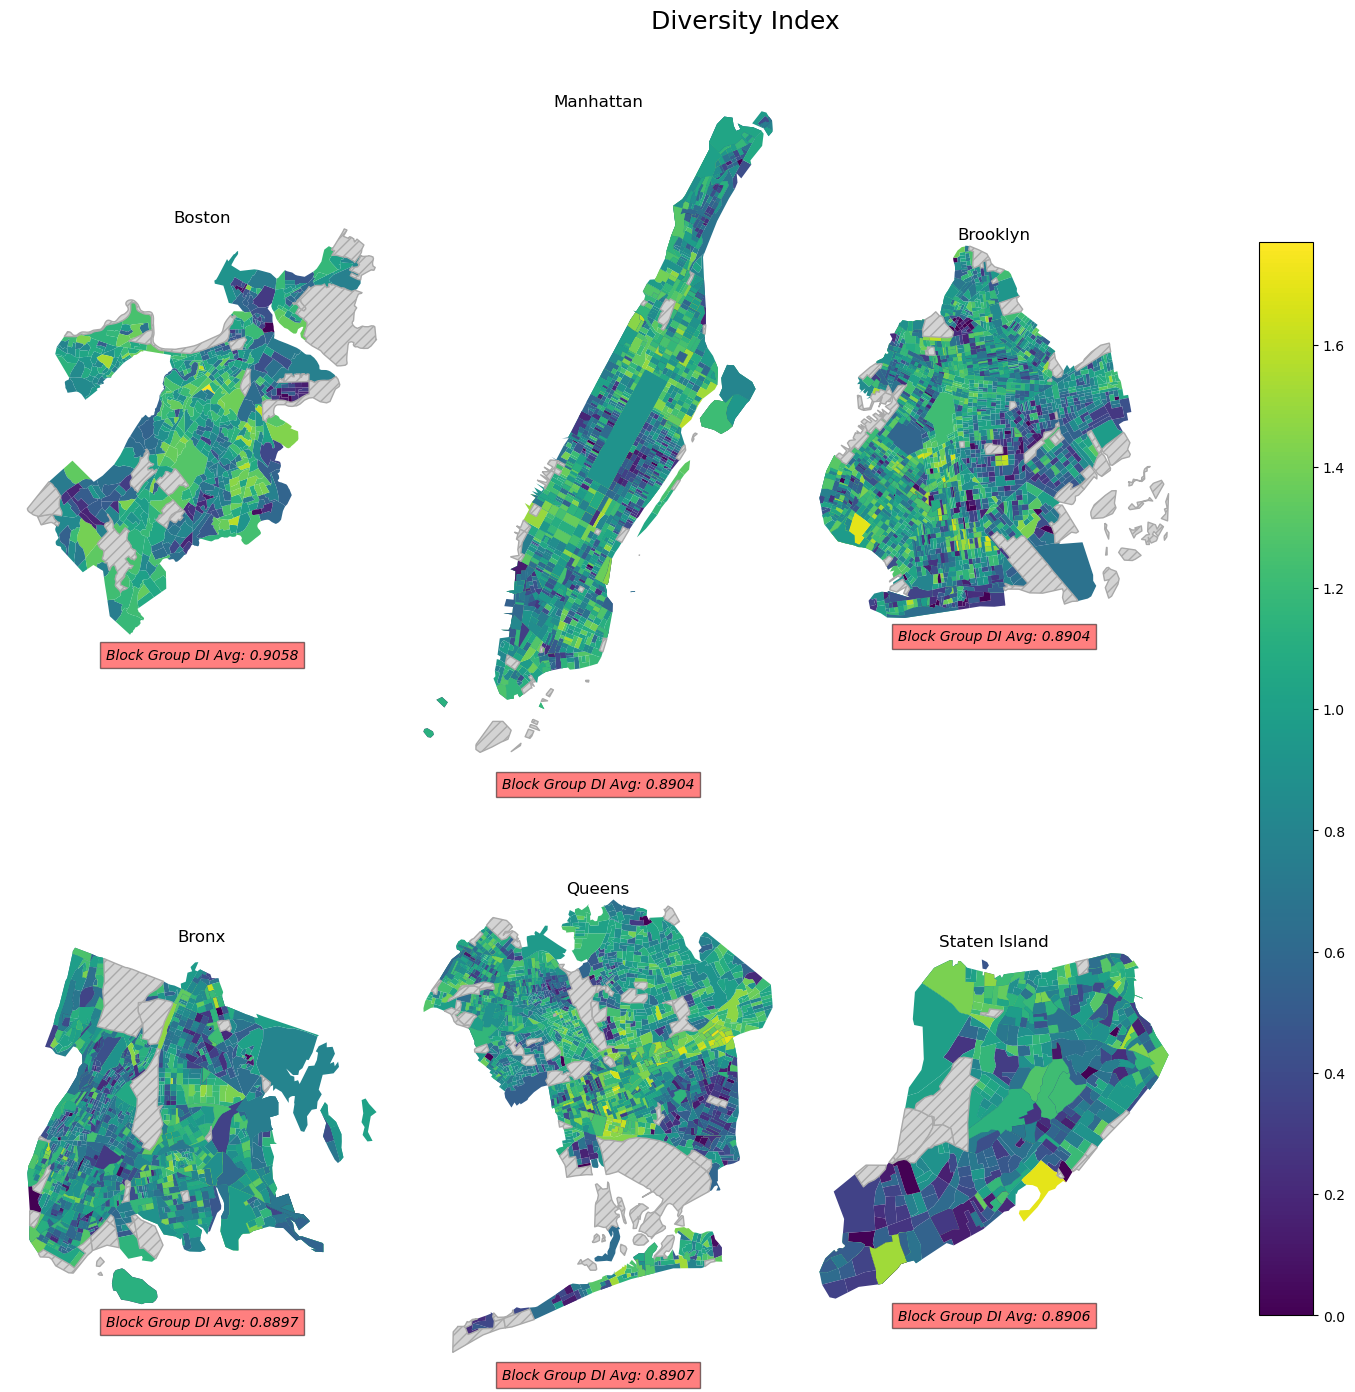 Diversity Index
Manhattan
Boston
Brooklyn
1.6
1.4
1.2
1.0
0.8
0.6
0.4
0.2
0.0
Block Group DI Avg: 0.9058
Block Group DI Avg: 0.8904
Block Group DI Avg: 0.8904
Bronx
Queens
Staten Island
Block Group DI Avg: 0.8897
Block Group DI Avg: 0.8907
Block Group DI Avg: 0.8906